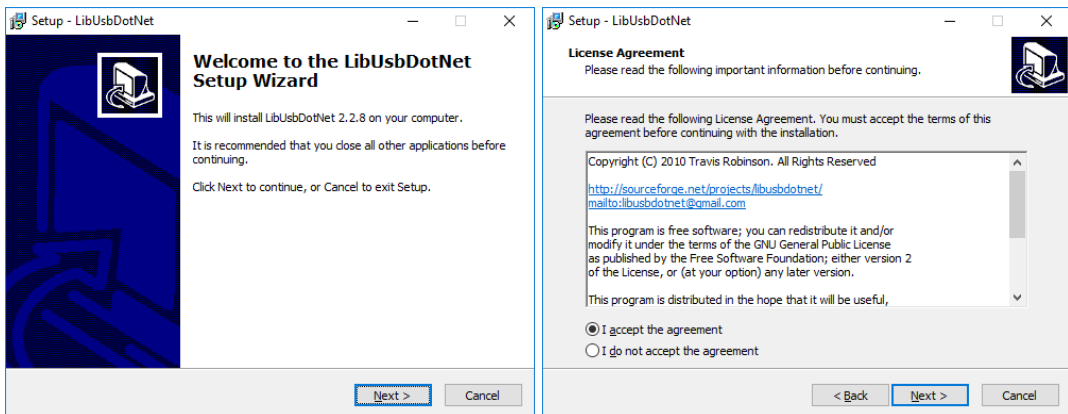 Setup - LibUsbDotNet
Welcome to the LibUsbDotNet
Setup Wizard
This will install LibUsbDotNet 2.2.8 on your computer.
It is recommended that you close all other applications before
continuing.
Click Next to continue, or Cancel to exit Setup.
Next >
Cancel
Setup - LibUsbDotNet
License Agreement
Please read the following important information before continuing.
Please read the following License Agreement. You must accept the terms of this
agreement before continuing with the installation.
Copyright (C) 2010 Travis Robinson. All Rights Reserved
http://sourceforge.net/projects/libusbdotnet/
mailto:libusbdotnet@gmail.com
This program is free software; you can redistribute it and/or
modify it under the terms of the GNU General Public License
as published by the Free Software Foundation; either version 2
of the License, or (at your option) any later version.
This program is distributed in the hope that it will be useful,
I accept the agreement
I do not accept the agreement
< Back
Next >
Cancel